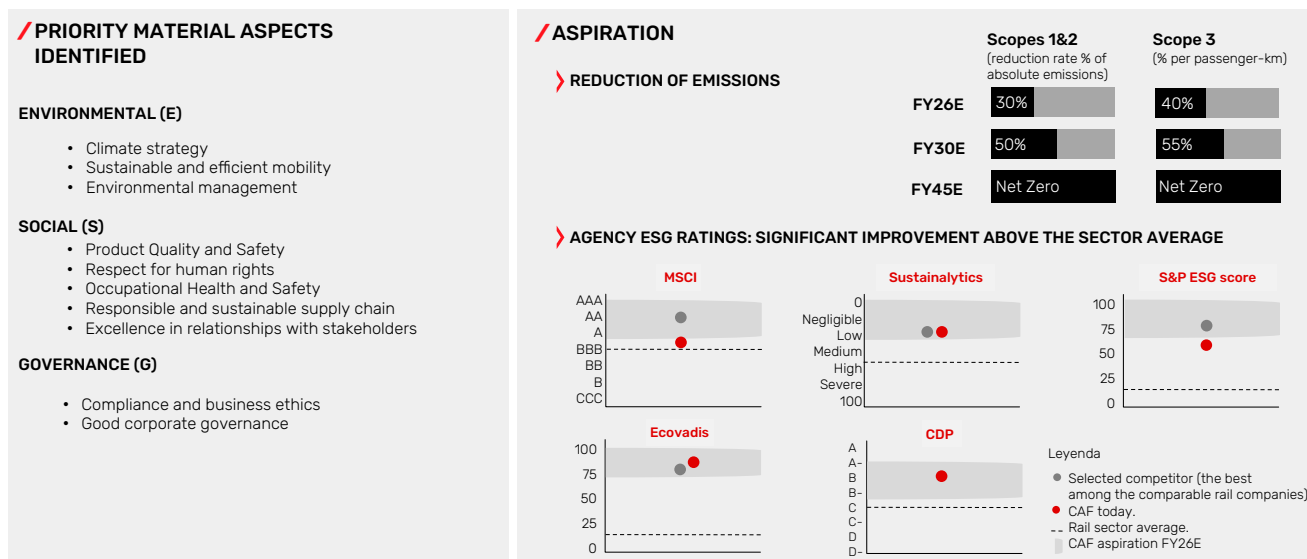 PRIORITY MATERIAL ASPECTS
IDENTIFIED
ENVIRONMENTAL (E)
• Climate strategy
• Sustainable and efficient mobility
• Environmental management
SOCIAL (S)
• Product Quality and Safety
• Respect for human rights
• Occupational Health and Safety
• Responsible and sustainable supply chain
• Excellence in relationships with stakeholders
GOVERNANCE (G)
• Compliance and business ethics
• Good corporate governance
ASPIRATION
REDUCTION OF EMISSIONS
Scopes 1&2
(reduction rate % of
absolute emissions)
Scope 3
(% per passenger-km)
FY26E 30% 40%
FY30E 50% 55%
FY45E Net Zero Net Zero
AGENCY ESG RATINGS: SIGNIFICANT IMPROVEMENT ABOVE THE SECTOR AVERAGE
MSCI
AAA
AA
A
BBB
BB
B
CCC
Sustainalytics
0
Negligible
Low
Medium
High
Severe
100
S&P ESG score
100
75
50
25
0
Ecovadis
100
75
50
25
0
CDP
A
A-
B
B-
C
C-
D
D-
Leyenda
Selected competitor (the best
among the comparable rail companies)
CAF today.
Rail sector average.
CAF aspiration FY26E